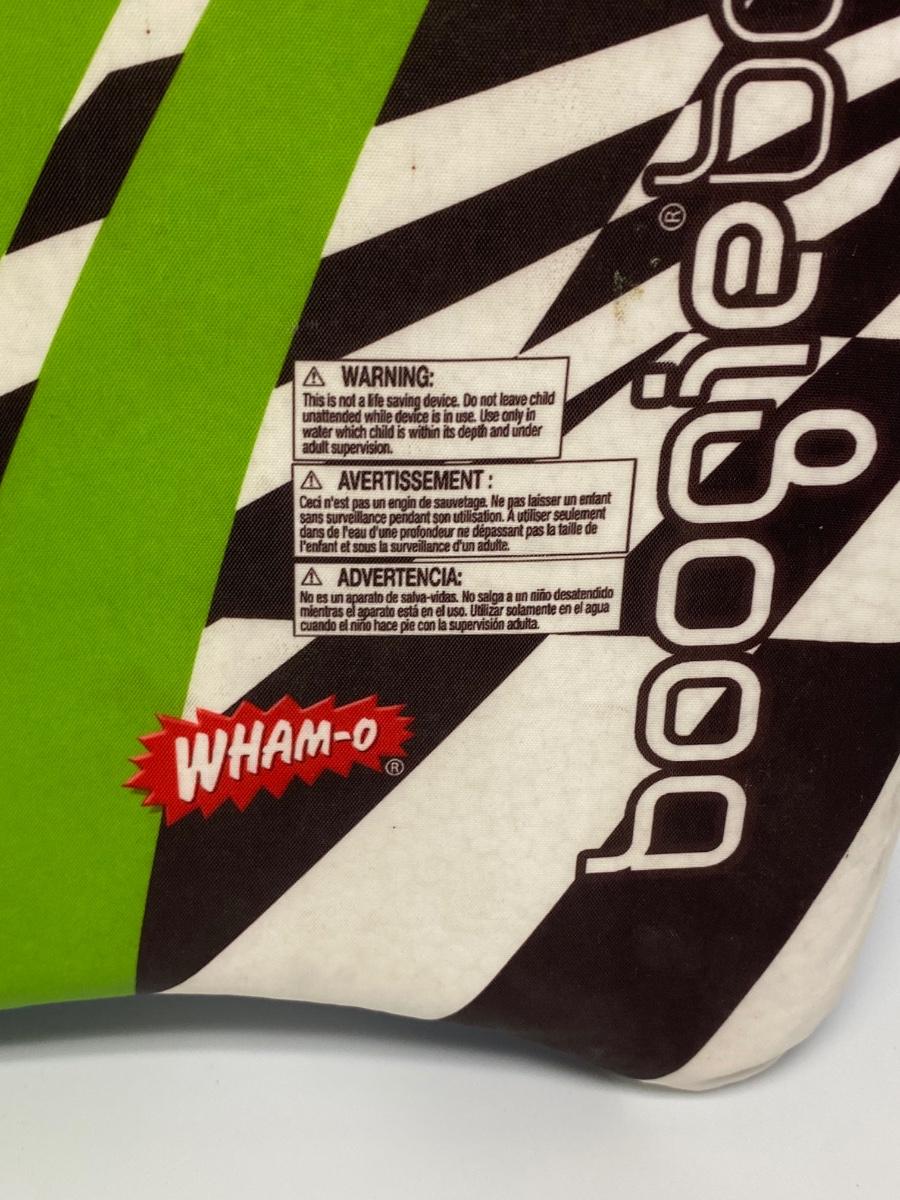 WARNING:
This is not a life saving device. Do not leave child
unattended while device is in use. Use only in
water which child is within its depth and under
adult supervision.
AVERTISSEMENT :
Ceci n'est pas un engin de sauvetage. Ne pas laisser un enfant
sans surveillance pendant son utilisation. À utiliser seulement
dans de l'eau d'une profondeur ne dépassant pas la taille de
l'enfant et sous la surveillance d'un adulte.
ADVERTENCIA:
No es un aparato de salva-vidas. No salga a un niño desatendido
mientras el aparato está en el uso. Utilizar solamente en el agua
cuando el niño hace pie con la supervisión adulta.
WHAM-O®
boogie®